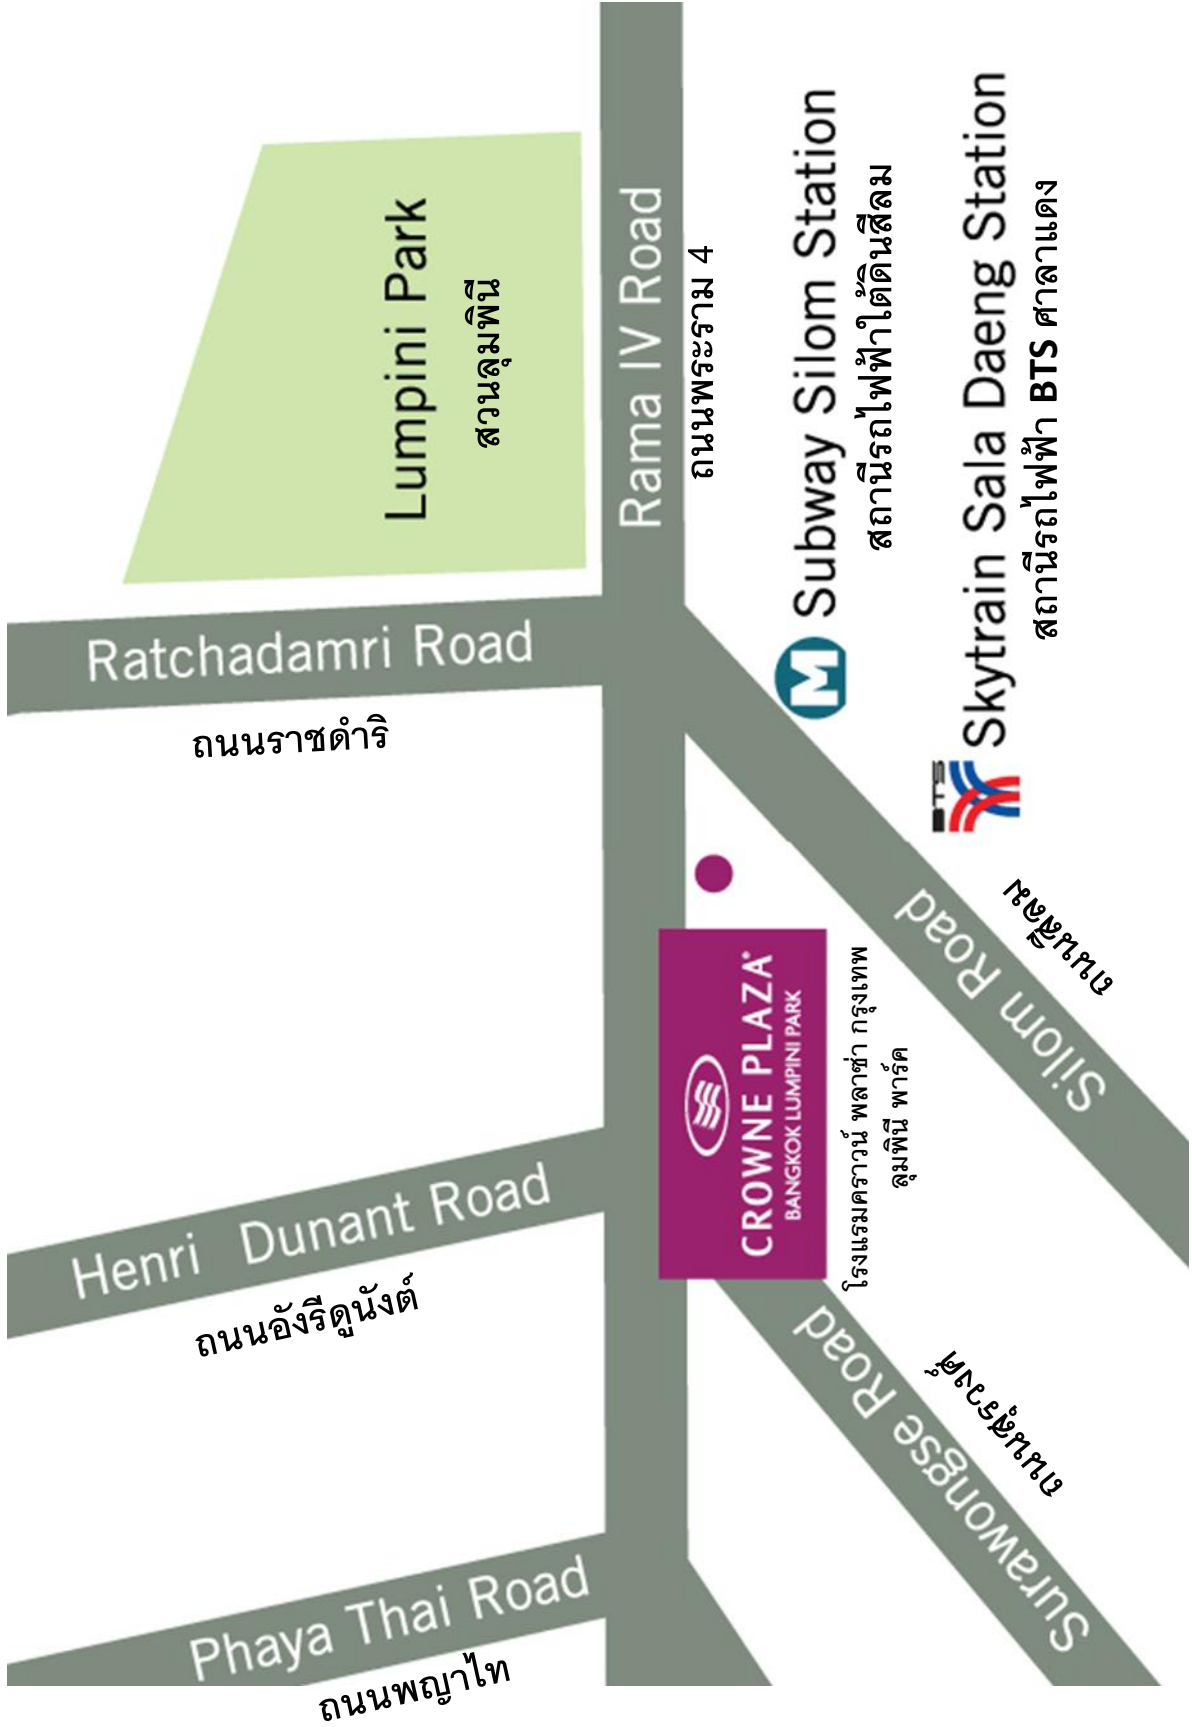 Phaya Thai Road
ถนนพญาไท
Henri Dunant Road
ถนนอังรีดูนังต์
Ratchadamri Road
ถนนราชดำริ
Lumpini Park
สวนลุมพินี
Rama IV Road
ถนนพระราม 4
CROWNE PLAZA®
BANGKOK LUMPINI PARK
โรงแรมคราวน์ พลาซ่า กรุงเทพ
ลุมพินี พาร์ค
M Subway Silom Station
สถานีรถไฟฟ้าใต้ดินสีลม
BTS
Skytrain Sala Daeng Station
สถานีรถไฟฟ้า BTS ศาลาแดง
Surawongse Road
ถนนสุรวงศ์
Silom Road
ถนนสีลม